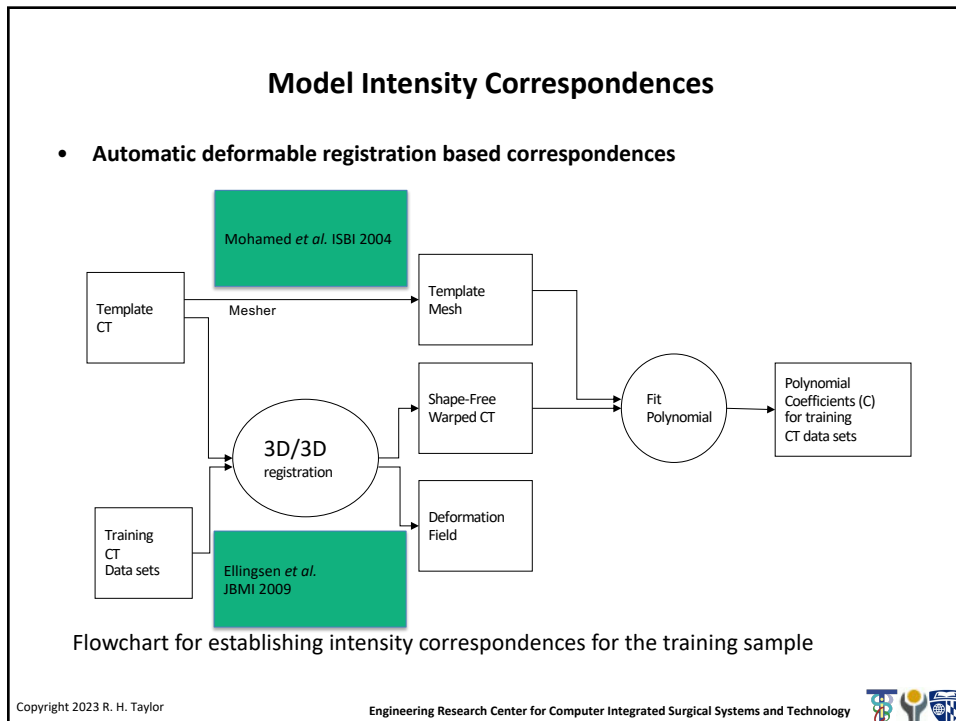 Model Intensity Correspondences
• Automatic deformable registration based correspondences
Mohamed et al. ISBI 2004
Template
CT
Mesher
Template
Mesh
Shape-Free
Warped CT
Fit
Polynomial
Polynomial
Coefficients (C)
for training
CT data sets
3D/3D
registration
Training
CT
Data sets
Deformation
Field
Ellingsen et al.
JBMI 2009
Flowchart for establishing intensity correspondences for the training sample
Copyright 2023 R. H. Taylor
Engineering Research Center for Computer Integrated Surgical Systems and Technology